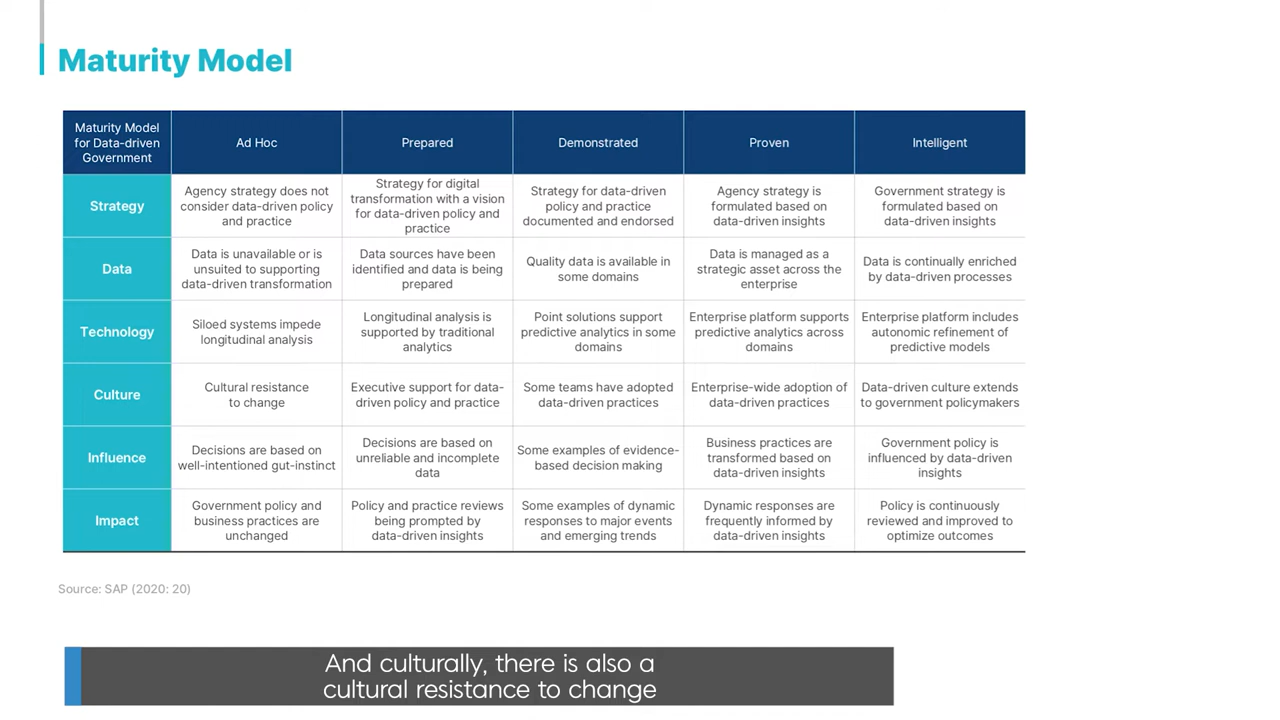 Maturity Model
Maturity Model
for Data-driven
Government
Ad Hoc
Prepared
Demonstrated
Proven
Intelligent
Strategy
Agency strategy does not
consider data-driven policy
and practice
Strategy for digital
transformation with a vision
for data-driven policy and
practice
Strategy for data-driven
policy and practice
documented and endorsed
Agency strategy is
formulated based on
data-driven insights
Government strategy is
formulated based on
data-driven insights
Data
Data is unavailable or is
unsuited to supporting
data-driven transformation
Data sources have been
identified and data is being
prepared
Quality data is available in
some domains
Data is managed as a
strategic asset across the
enterprise
Data is continually enriched
by data-driven processes
Technology
Siloed systems impede
longitudinal analysis
Longitudinal analysis is
supported by traditional
analytics
Point solutions support
predictive analytics in some
domains
Enterprise platform supports
predictive analytics across
domains
Enterprise platform includes
autonomic refinement of
predictive models
Culture
Cultural resistance
to change
Executive support for data-
driven policy and practice
Some teams have adopted
data-driven practices
Enterprise-wide adoption of
data-driven practices
Data-driven culture extends
to government policymakers
Influence
Decisions are based on
well-intentioned gut-instinct
Decisions are based on
unreliable and incomplete
data
Some examples of evidence-
based decision making
Business practices are
transformed based on
data-driven insights
Government policy is
influenced by data-driven
insights
Impact
Government policy and
business practices are
unchanged
Policy and practice reviews
being prompted by
data-driven insights
Some examples of dynamic
responses to major events
and emerging trends
Dynamic responses are
frequently informed by
data-driven insights
Policy is continuously
reviewed and improved to
optimize outcomes
Source: SAP (2020: 20)
And culturally, there is also a
cultural resistance to change